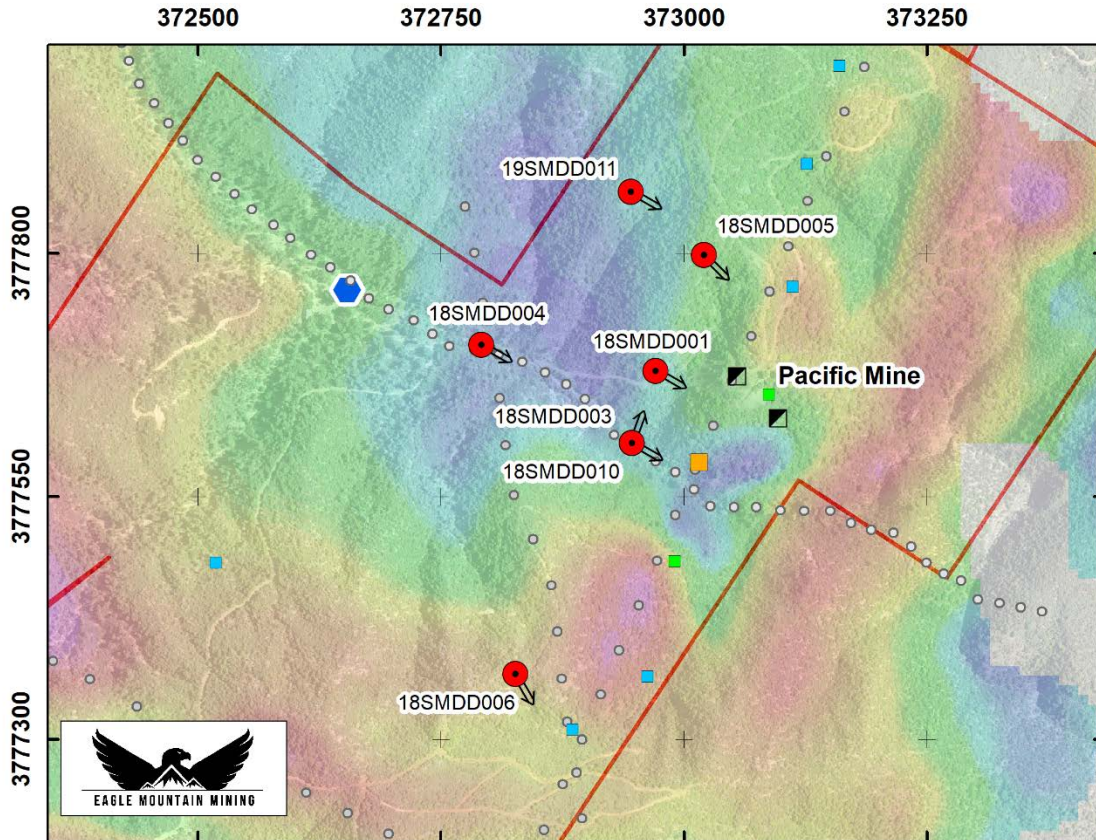 372500 372750 373000 373250
19SMDD011
18SMDD005
3777800
18SMDD004
18SMDD001
Pacific Mine
18SMDD003
18SMDD010
3777550
18SMDD006
3777300
EAGLE MOUNTAIN MINING